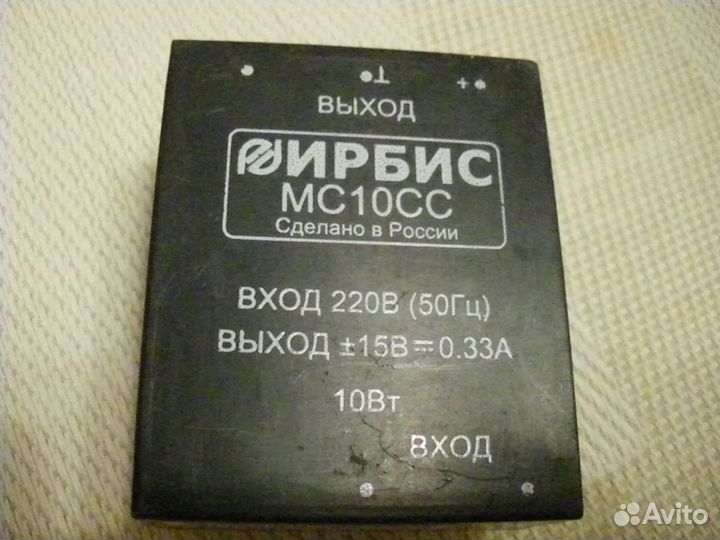 ⊥ +
ВЫХОД
ИРБИС
МС10СС
Сделано в России
ВХОД 220В (50Гц)
ВЫХОД ±15В=0.33А
10Вт
ВХОД
Avito